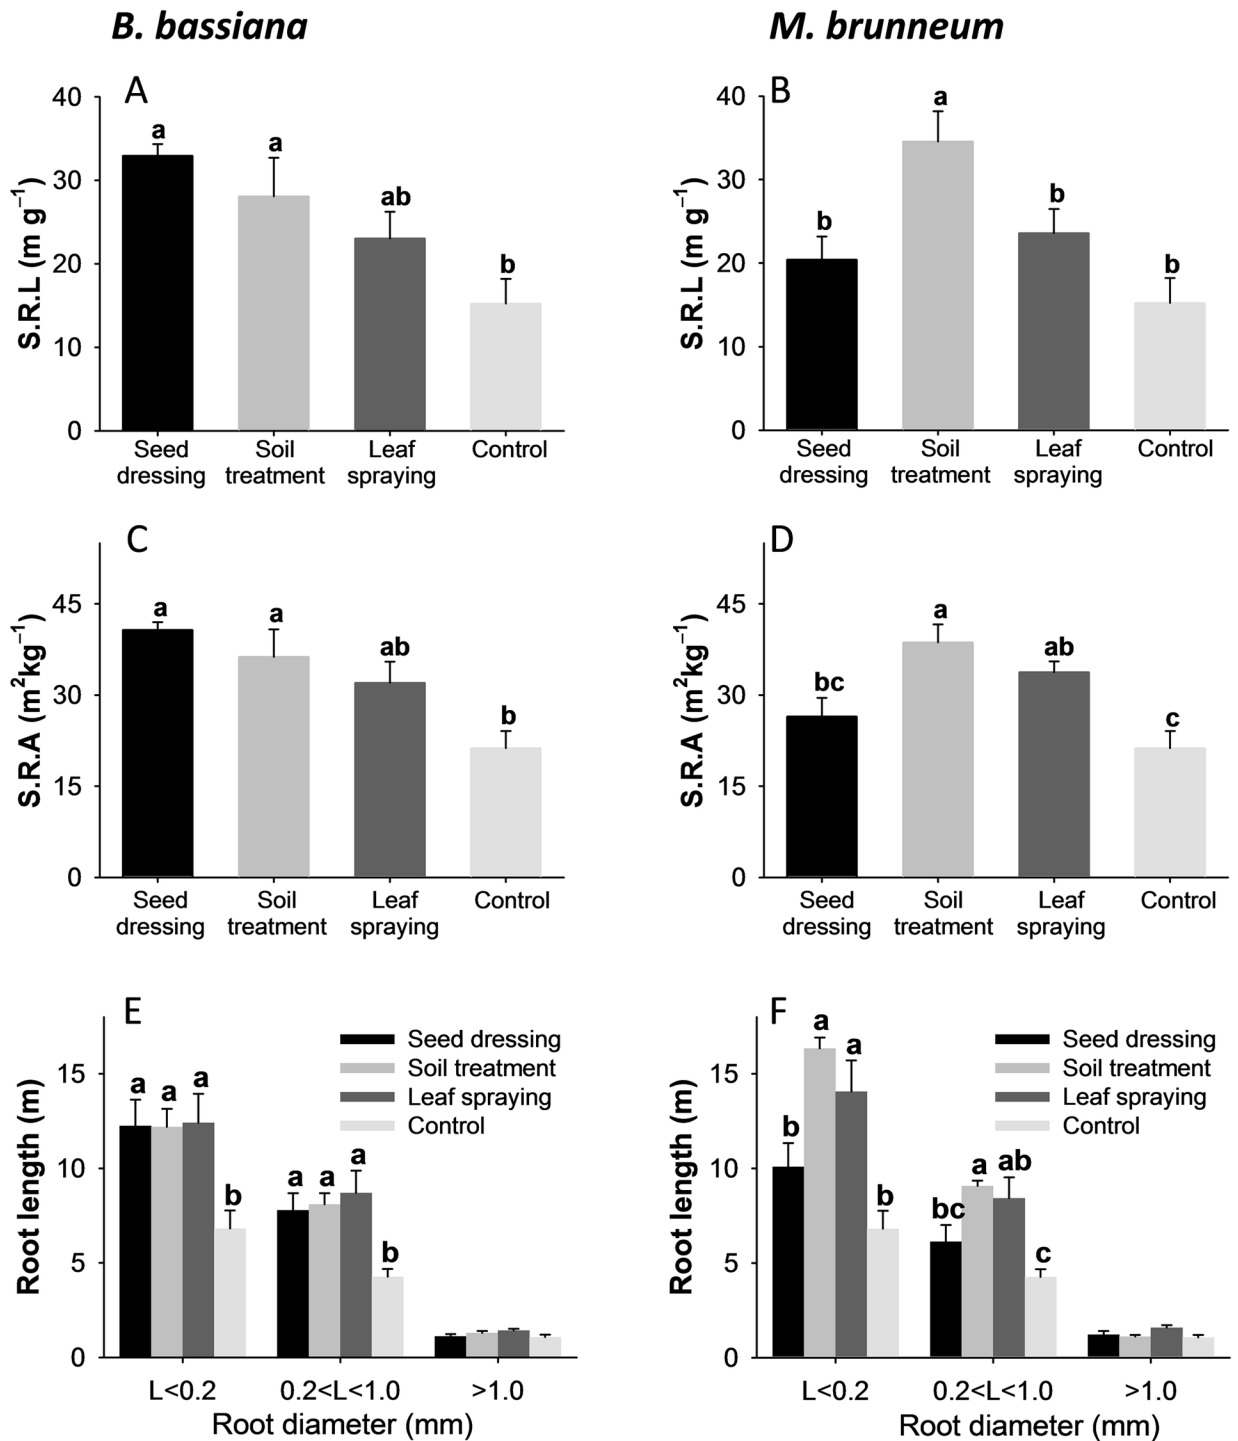 B. bassiana
M. brunneum
A
40
30
20
10
0
S.R.L (m g⁻¹)
a
a
ab
b
Seed dressing
Soil treatment
Leaf spraying
Control
B
40
30
20
10
0
S.R.L (m g⁻¹)
b
a
b
b
Seed dressing
Soil treatment
Leaf spraying
Control
C
45
30
15
0
S.R.A (m²kg⁻¹)
a
a
ab
b
Seed dressing
Soil treatment
Leaf spraying
Control
D
45
30
15
0
S.R.A (m²kg⁻¹)
bc
a
ab
c
Seed dressing
Soil treatment
Leaf spraying
Control
E
Seed dressing
Soil treatment
Leaf spraying
Control
15
10
5
0
Root length (m)
a
a
a
b
a
a
a
b
L<0.2
0.2<L<1.0
>1.0
Root diameter (mm)
F
Seed dressing
Soil treatment
Leaf spraying
Control
15
10
5
0
Root length (m)
b
a
a
b
bc
a
ab
c
L<0.2
0.2<L<1.0
>1.0
Root diameter (mm)